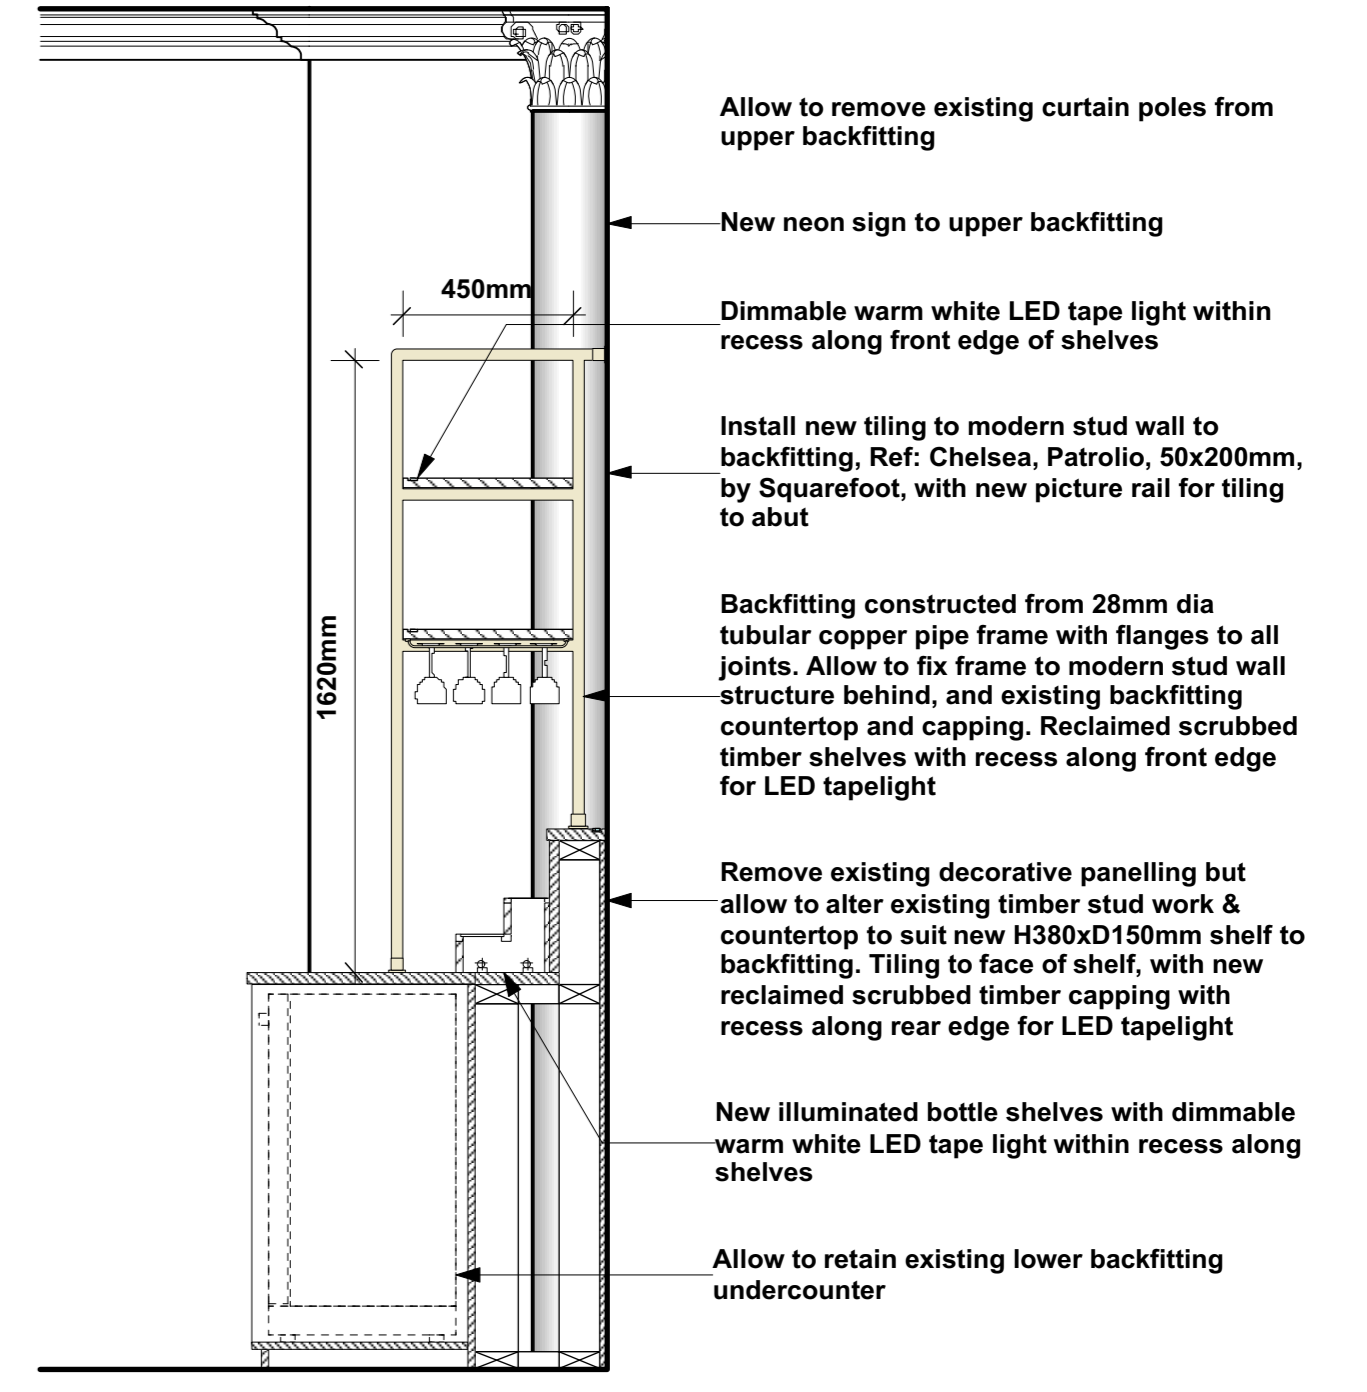 Allow to remove existing curtain poles from
upper backfitting
New neon sign to upper backfitting
450mm
Dimmable warm white LED tape light within
recess along front edge of shelves
Install new tiling to modern stud wall to
backfitting, Ref: Chelsea, Patrolio, 50x200mm,
by Squarefoot, with new picture rail for tiling
to abut
1620mm
Backfitting constructed from 28mm dia
tubular copper pipe frame with flanges to all
joints. Allow to fix frame to modern stud wall
structure behind, and existing backfitting
countertop and capping. Reclaimed scrubbed
timber shelves with recess along front edge
for LED tapelight
Remove existing decorative panelling but
allow to alter existing timber stud work &
countertop to suit new H380xD150mm shelf to
backfitting. Tiling to face of shelf, with new
reclaimed scrubbed timber capping with
recess along rear edge for LED tapelight
New illuminated bottle shelves with dimmable
warm white LED tape light within recess along
shelves
Allow to retain existing lower backfitting
undercounter